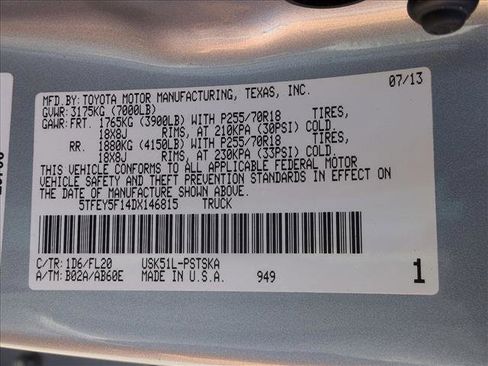 07/13
MFD.BY:TOYOTA MOTOR MANUFACTURING, TEXAS, INC.
GVWR:3175KG (7000LB)
GAWR:FRT. 1765KG (3900LB) WITH P255/70R18 TIRES,
18X8J RIMS, AT 210KPA (30PSI) COLD.
RR. 1880KG (4150LB) WITH P255/70R18 TIRES,
18X8J RIMS, AT 230KPA (33PSI) COLD.
THIS VEHICLE CONFORMS TO ALL APPLICABLE FEDERAL MOTOR
VEHICLE SAFETY AND THEFT PREVENTION STANDARDS IN EFFECT ON
THE DATE OF MANUFACTURE SHOWN ABOVE.
5TFEY5F14DX146815 TRUCK
C/TR: 1D6/FL20 USK51L-PSTSKA
A/TM: B02A/AB60E MADE IN U.S.A. 949 1